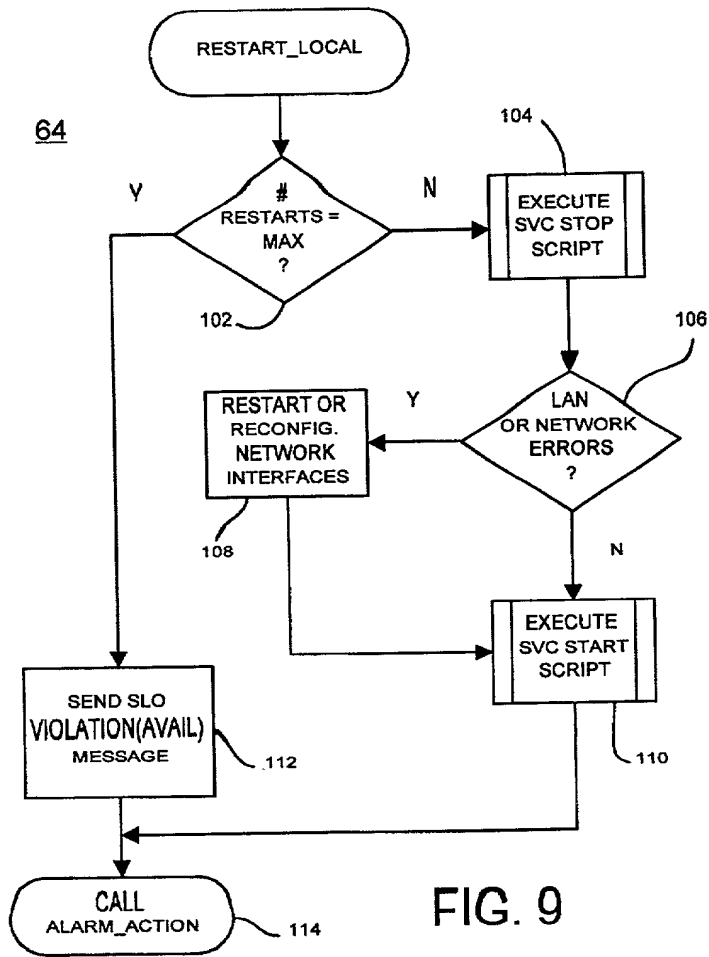 RESTART_LOCAL
64
Y
#
RESTARTS =
MAX
?
102
N
104
EXECUTE
SVC STOP
SCRIPT
106
LAN
OR NETWORK
ERRORS
?
Y
RESTART OR
RECONFIG.
NETWORK
INTERFACES
108
N
EXECUTE
SVC START
SCRIPT
110
SEND SLO
VIOLATION(AVAIL)
MESSAGE
112
CALL
ALARM_ACTION
114
FIG. 9